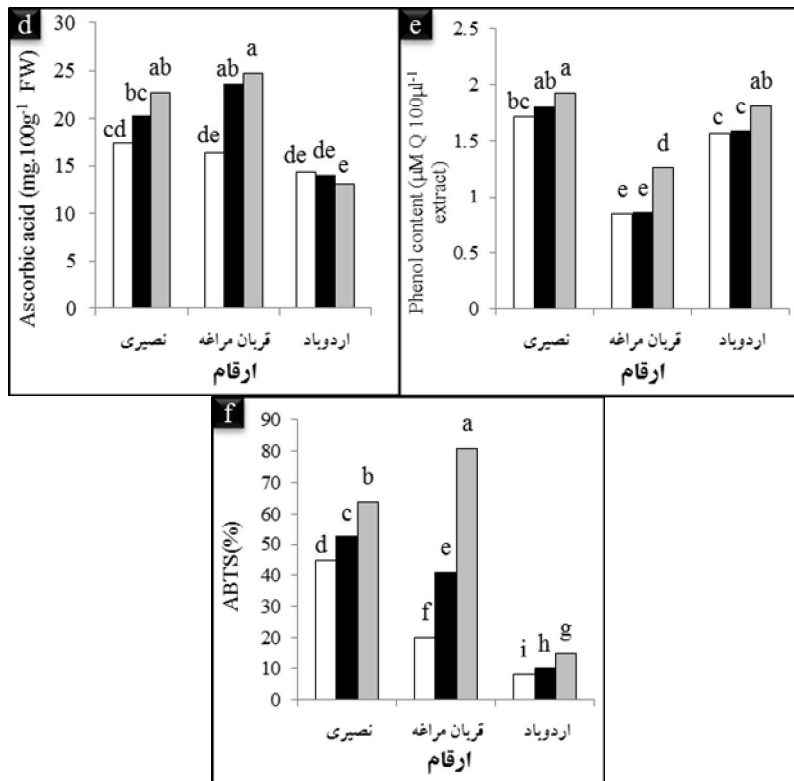 d
Ascorbic acid (mg.100g⁻¹ FW)
30
25
20
15
10
5
0
cd bc ab
de ab a
de de e
نصیری قربان مراغه اردوباد
ارقام
e
Phenol content (µM Q 100µl⁻¹
extract)
2.5
2
1.5
1
0.5
0
bc ab a
e e d
c c ab
نصیری قربان مراغه اردوباد
ارقام
f
ABTS(%)
90
80
70
60
50
40
30
20
10
0
d c b
f e a
i h g
نصیری قربان مراغه اردوباد
ارقام